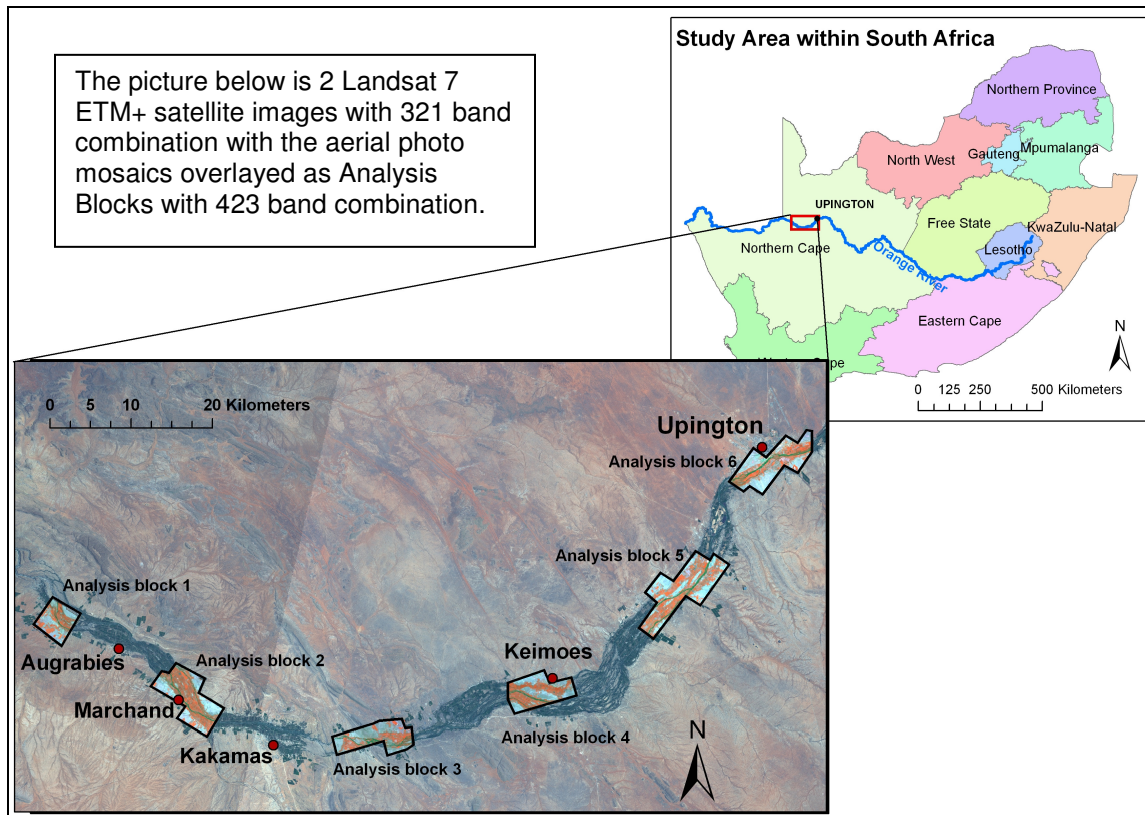 The picture below is 2 Landsat 7
ETM+ satellite images with 321 band
combination with the aerial photo
mosaics overlayed as Analysis
Blocks with 423 band combination.
Study Area within South Africa
Northern Province
North West
Gauteng
Mpumalanga
UPINGTON
Free State
KwaZulu-Natal
Lesotho
Northern Cape
Orange River
Eastern Cape
N
0 125 250 500 Kilometers
0 5 10 20 Kilometers
Upington
Analysis block 6
Analysis block 5
Analysis block 1
Augrabies
Analysis block 2
Keimoes
Marchand
Analysis block 4
Kakamas
Analysis block 3
N